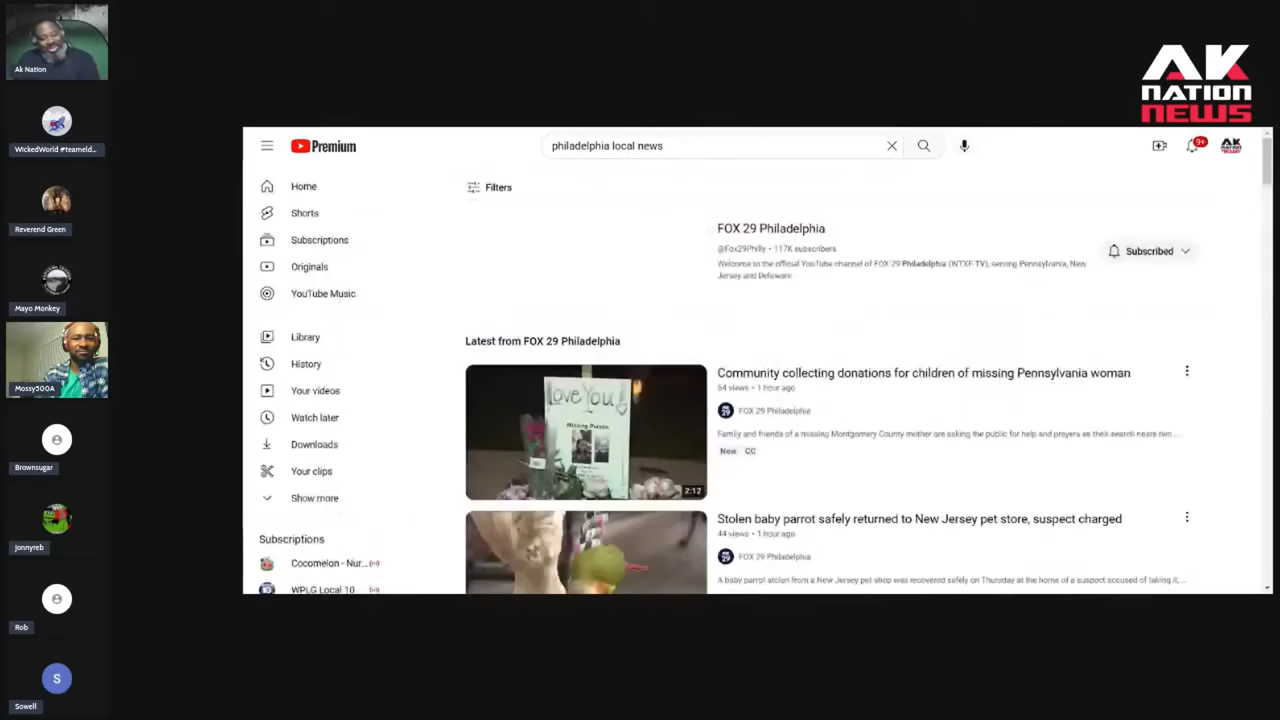 Ak Nation
WickedWorld #teameld...
Reverend Green
Mayo Monkey
Mossy500A
Brownsugar
Jonnyreb
Rob
S
Sowell
AK
NATION
NEWS
Premium
philadelphia local news
9+
Home
Shorts
Subscriptions
Originals
YouTube Music
Library
History
Your videos
Watch later
Downloads
Your clips
Show more
Subscriptions
Cocomelon - Nur...
WPLG Local 10
Filters
FOX 29 Philadelphia
@Fox29Philly • 117K subscribers
Welcome to the official YouTube channel of FOX 29 Philadelphia (WTXF-TV), serving Pennsylvania, New
Jersey and Delaware
Subscribed
Latest from FOX 29 Philadelphia
Love You!
Missing Person
2:12
Community collecting donations for children of missing Pennsylvania woman
64 views • 1 hour ago
FOX 29 Philadelphia
Family and friends of a missing Montgomery County mother are asking the public for help and prayers as their search nears two ...
New CC
Stolen baby parrot safely returned to New Jersey pet store, suspect charged
44 views • 1 hour ago
FOX 29 Philadelphia
A baby parrot stolen from a New Jersey pet shop was recovered safely on Thursday at the home of a suspect accused of taking it,...